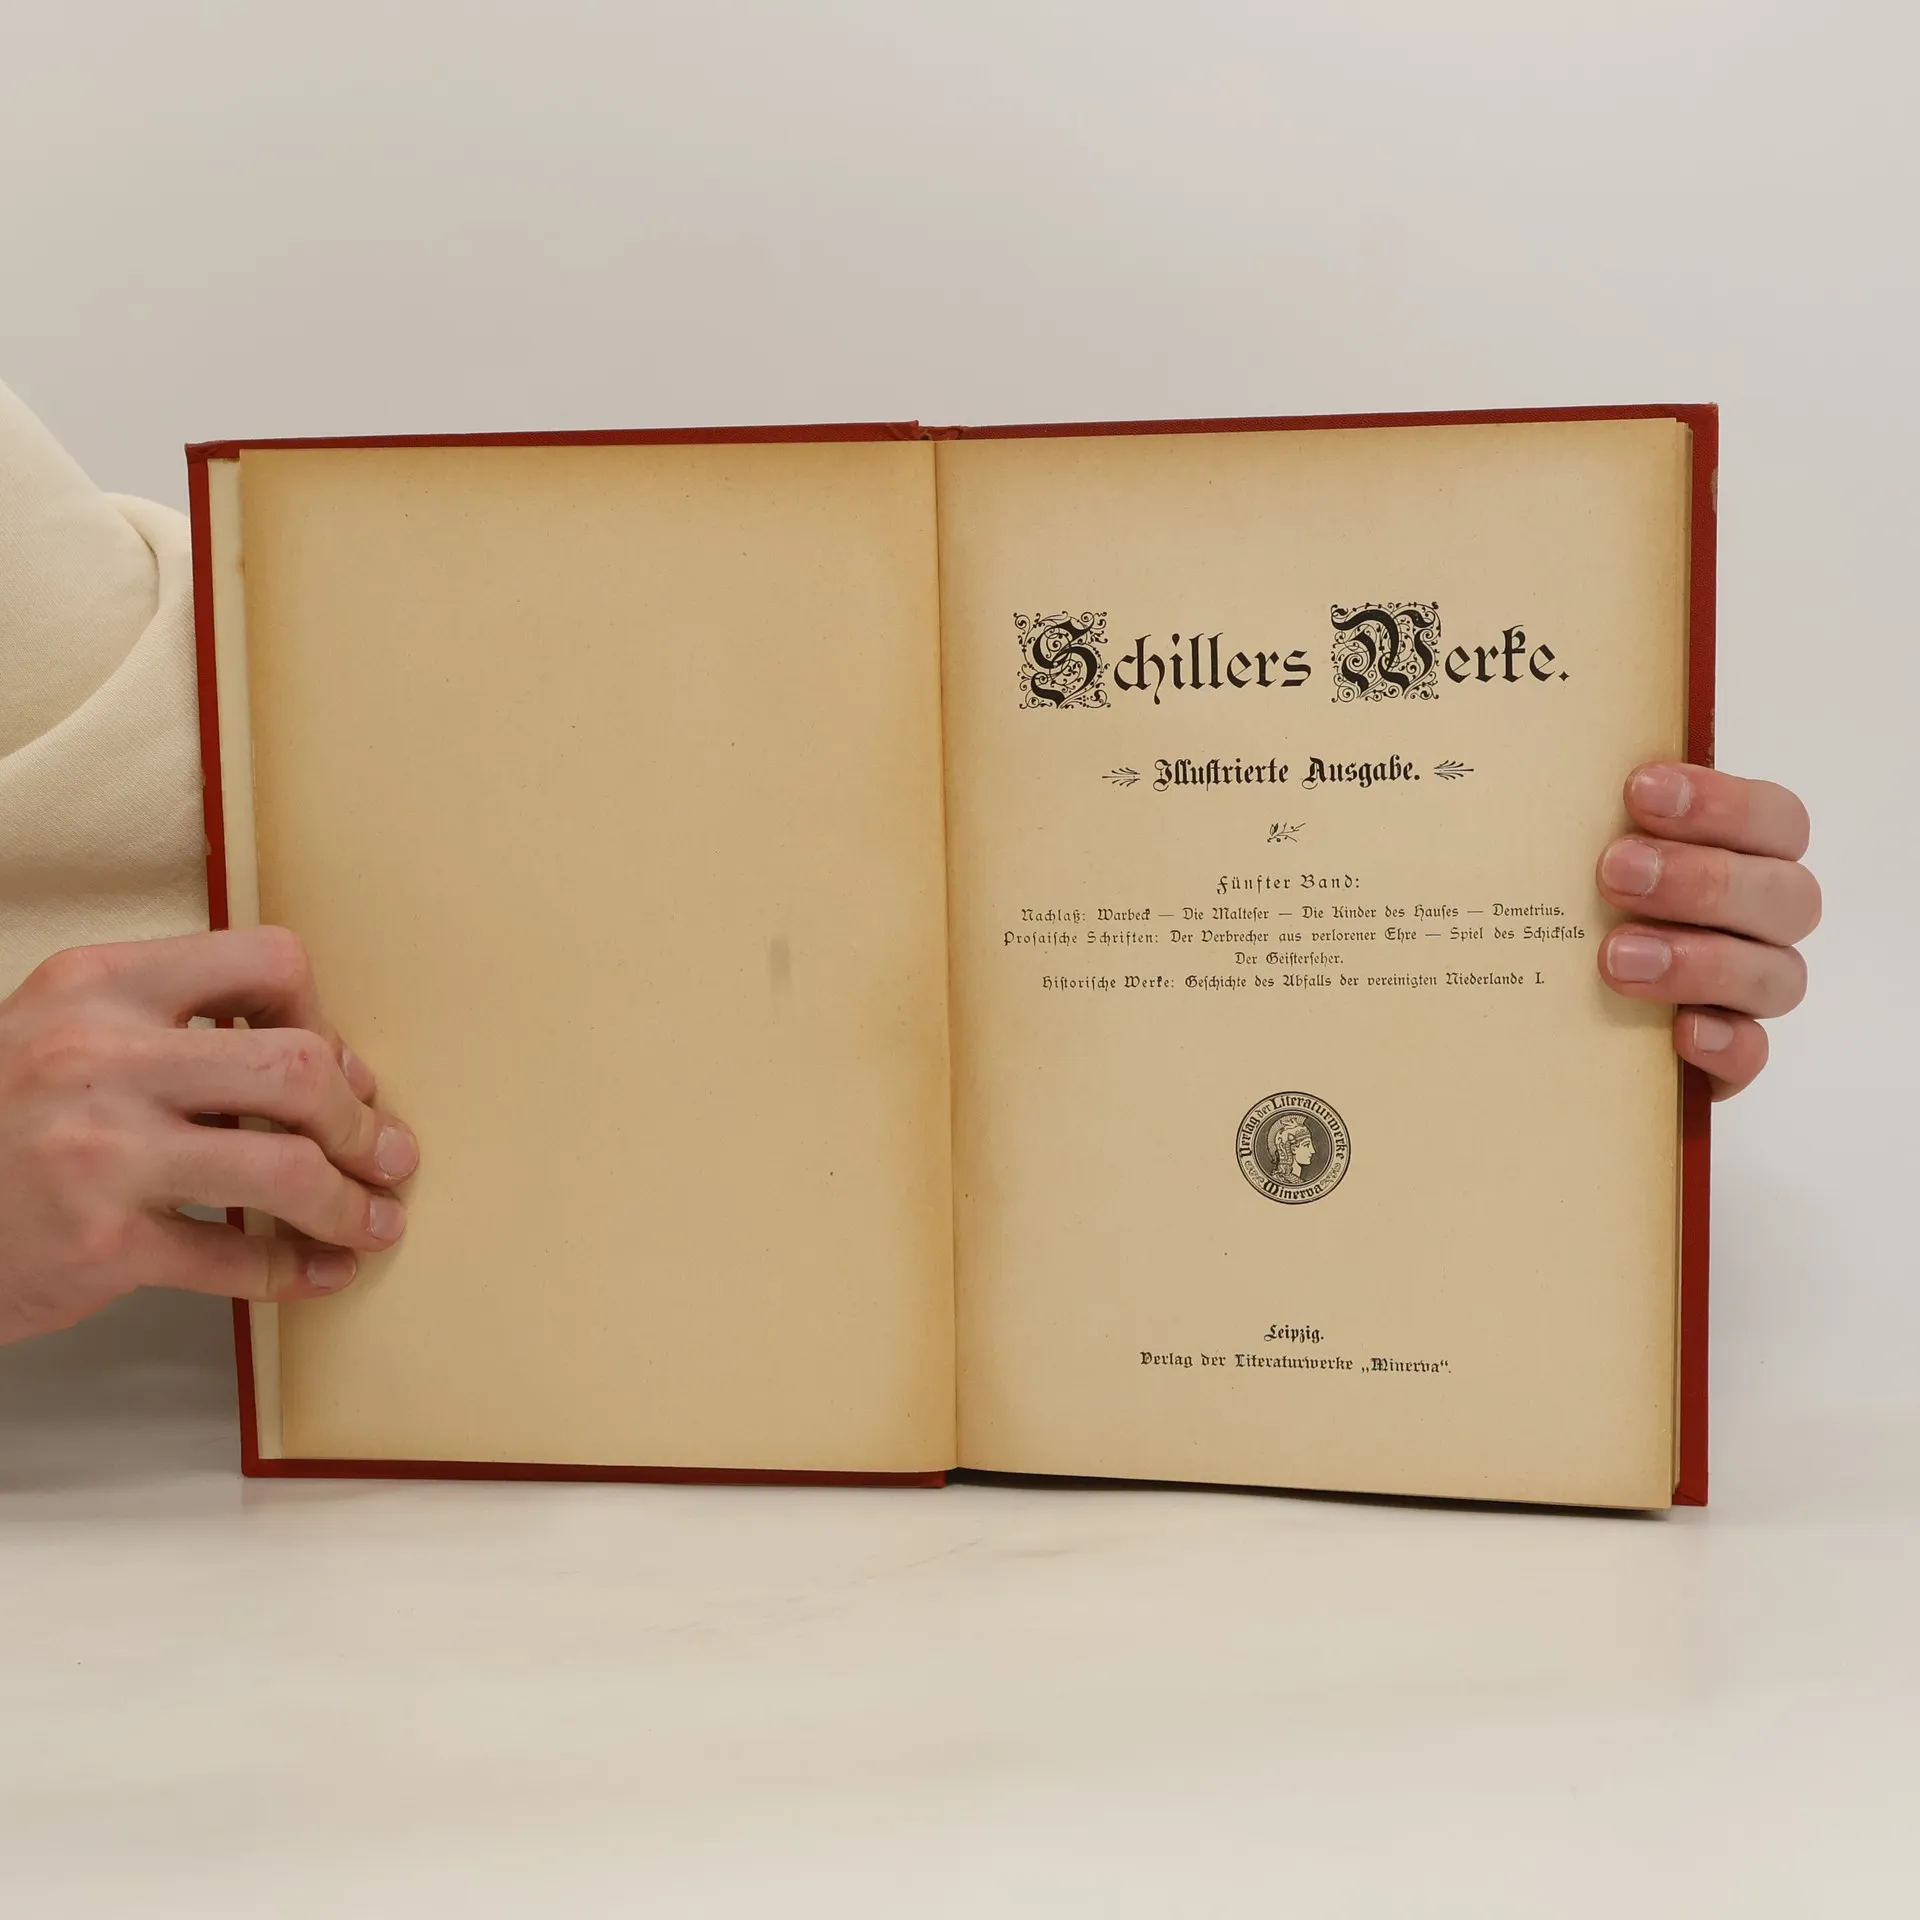 Schillers Werke.
Illustrierte Ausgabe.
Fünfter Band:
Nachlaß: Warbeck — Die Malteser — Die Kinder des Hauses — Demetrius.
Prosaische Schriften: Der Verbrecher aus verlorener Ehre — Spiel des Schicksals
Der Geisterseher.
Historische Werke: Geschichte des Abfalls der vereinigten Niederlande I.
Verlag der Literaturwerke
Minerva
Leipzig.
Verlag der Literaturwerke „Minerva“.